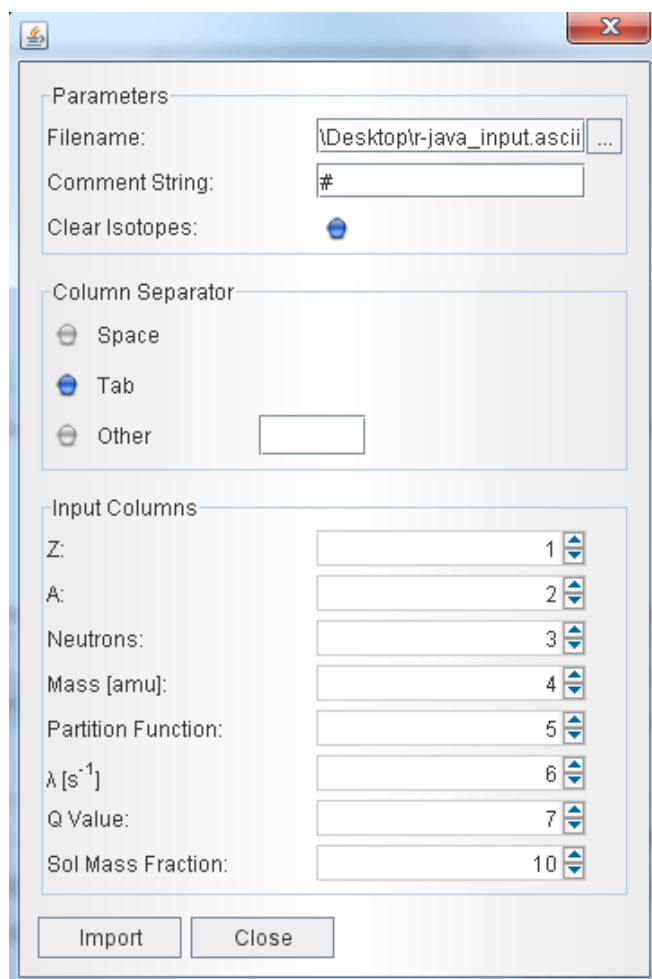 Parameters
Filename: \Desktop\r-java_input.ascii ...
Comment String: #
Clear Isotopes:
Column Separator
Space
Tab
Other
Input Columns
Z: 1
A: 2
Neutrons: 3
Mass [amu]: 4
Partition Function: 5
λ [s⁻¹] 6
Q Value: 7
Sol Mass Fraction: 10
Import Close